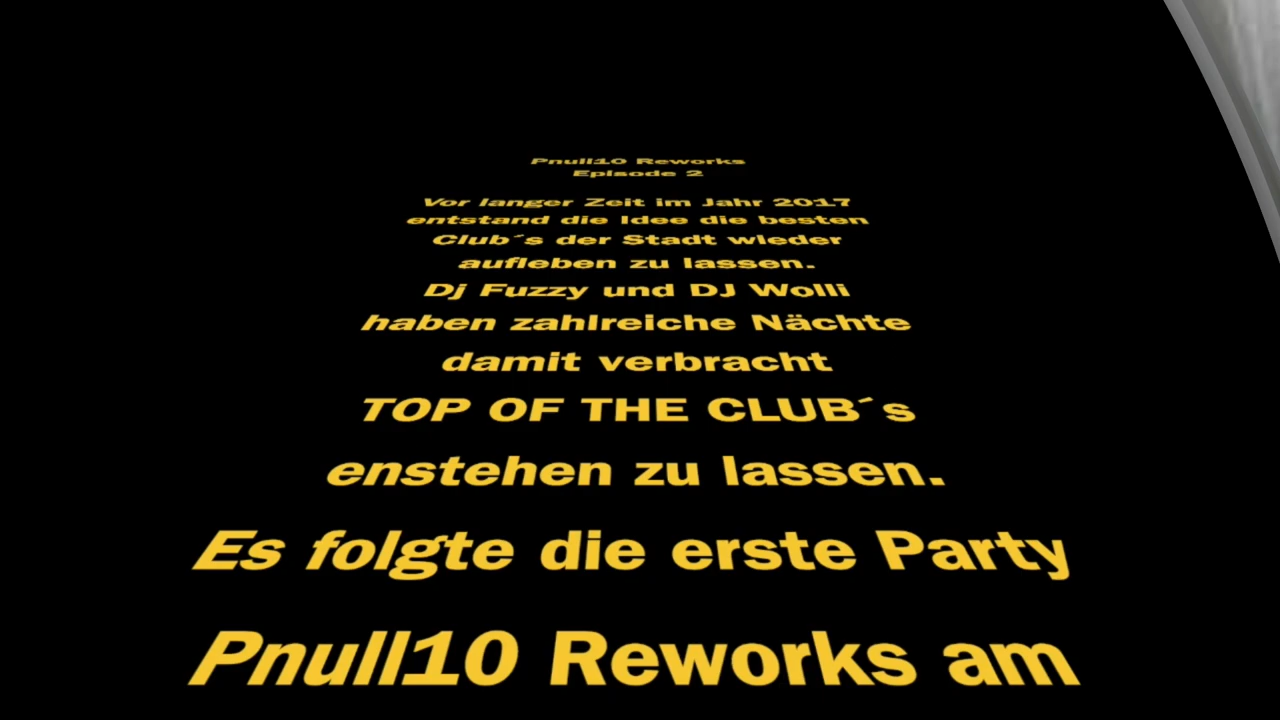 Pnull10 Reworks
Episode 2
Vor langer Zeit im Jahr 2017
entstand die Idee die besten
Club´s der Stadt wieder
aufleben zu lassen.
Dj Fuzzy und DJ Wolli
haben zahlreiche Nächte
damit verbracht
TOP OF THE CLUB´s
enstehen zu lassen.
Es folgte die erste Party
Pnull10 Reworks am